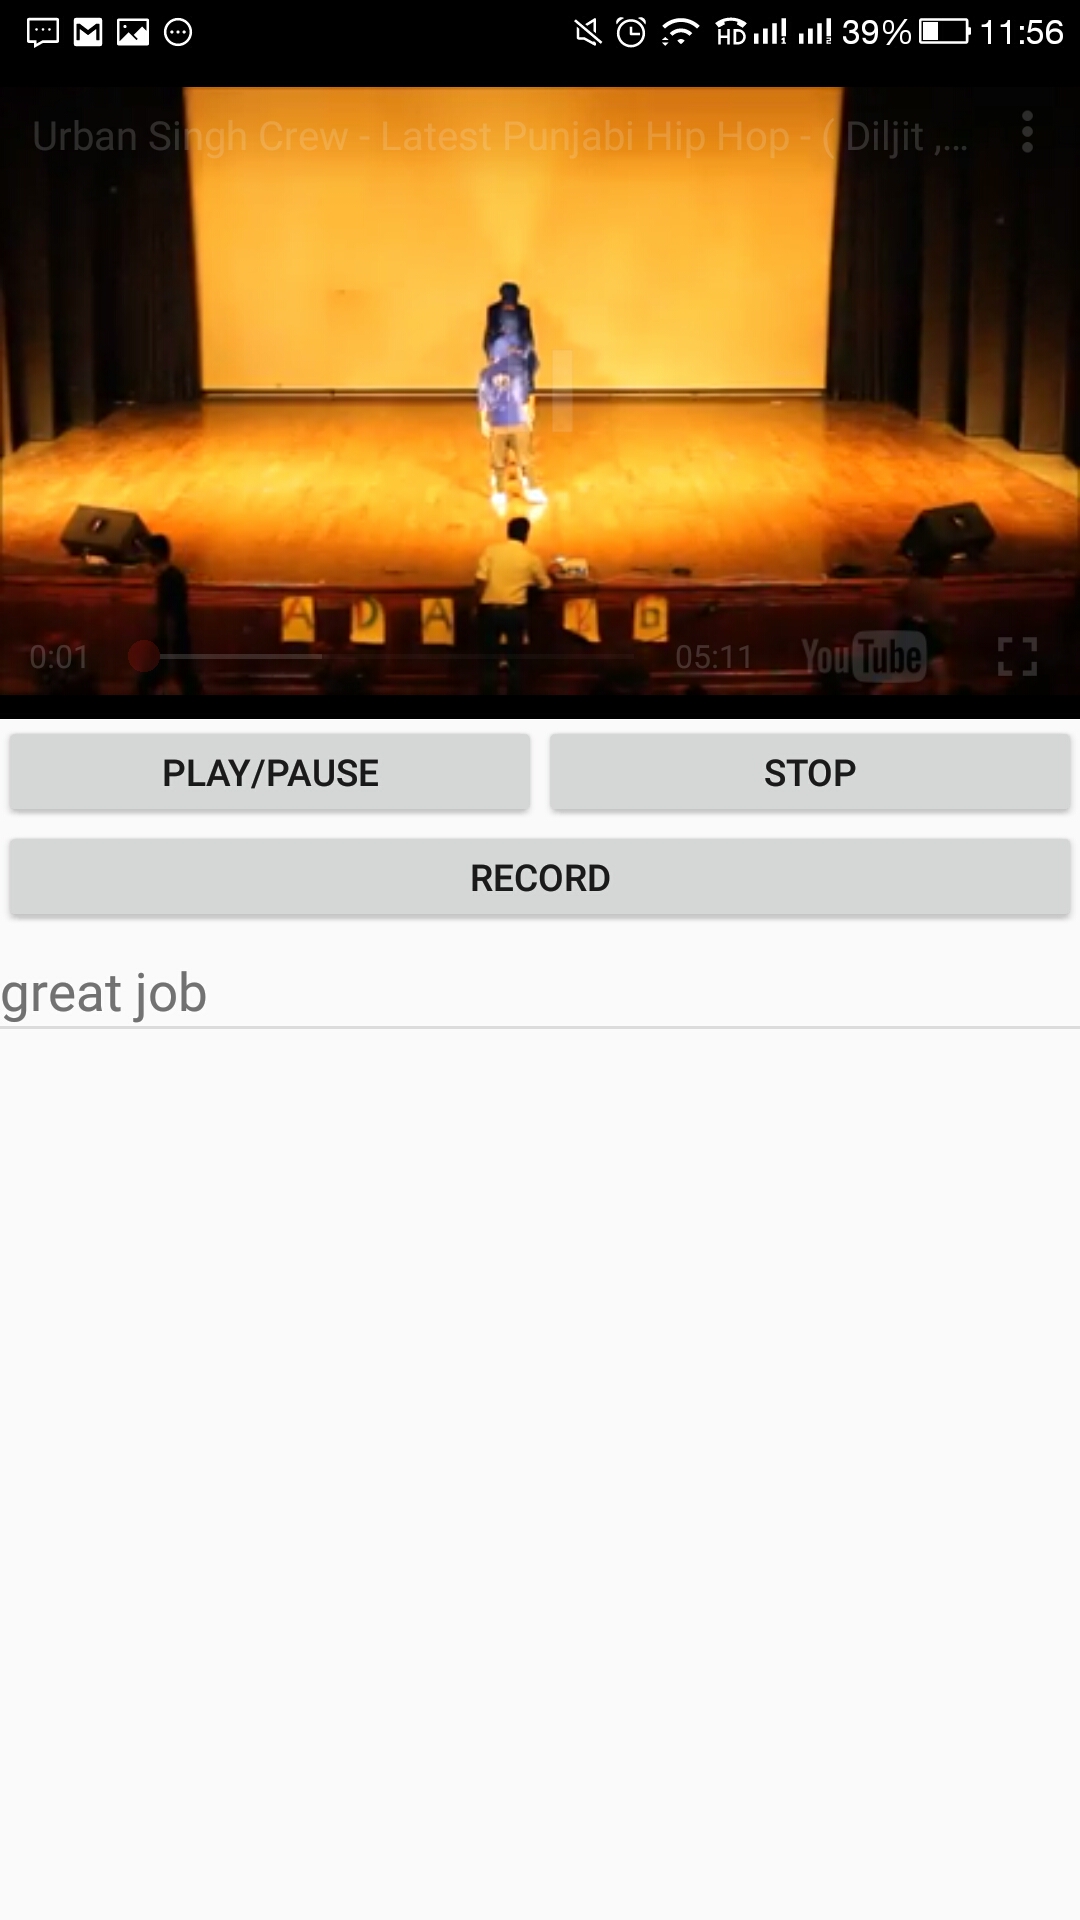 39% 11:56
Urban Singh Crew - Latest Punjabi Hip Hop - ( Diljit ,...
A D A
0:01 05:11 YouTube
PLAY/PAUSE STOP
RECORD
great job